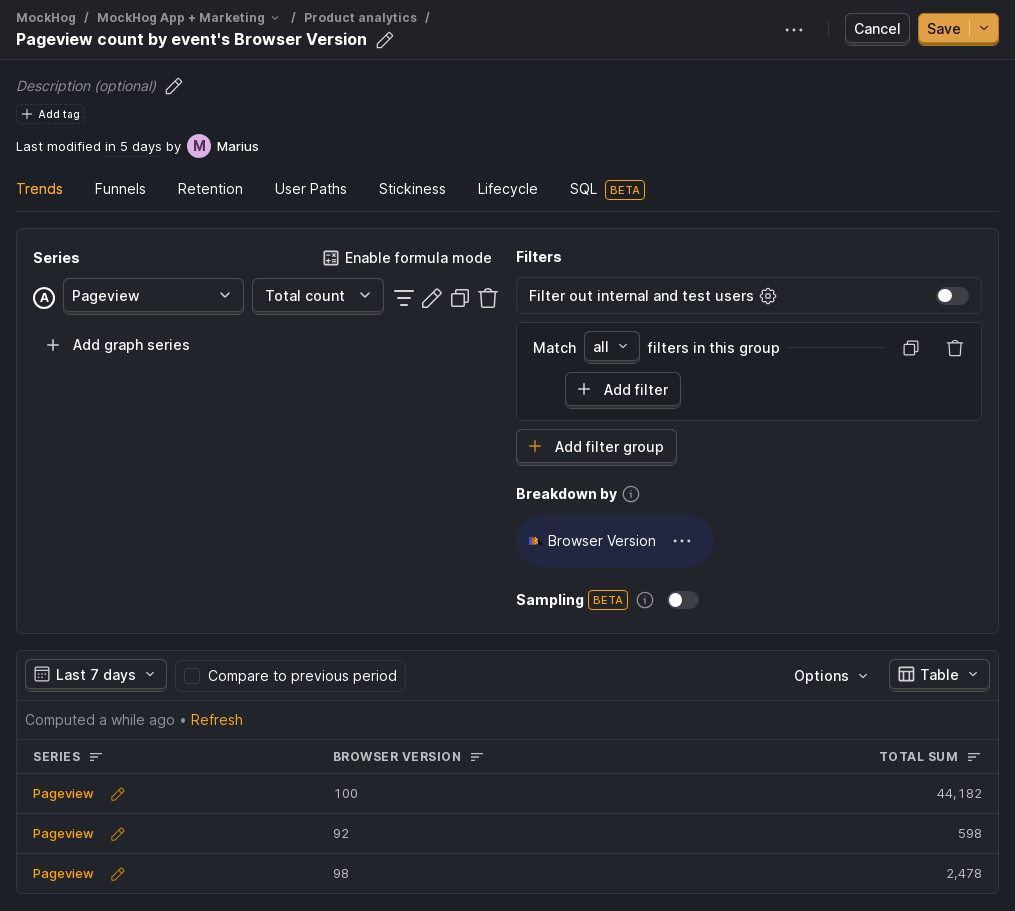 MockHog / MockHog App + Marketing / Product analytics /
Pageview count by event's Browser Version
Cancel
Save
Description (optional)
Add tag
Last modified in 5 days by M Marius
Trends Funnels Retention User Paths Stickiness Lifecycle SQL BETA
Series
Enable formula mode
A Pageview Total count
Add graph series
Filters
Filter out internal and test users
Match all filters in this group
Add filter
Add filter group
Breakdown by
Browser Version
Sampling BETA
Last 7 days
Compare to previous period
Options
Table
Computed a while ago • Refresh
SERIES BROWSER VERSION TOTAL SUM
Pageview 100 44,182
Pageview 92 598
Pageview 98 2,478